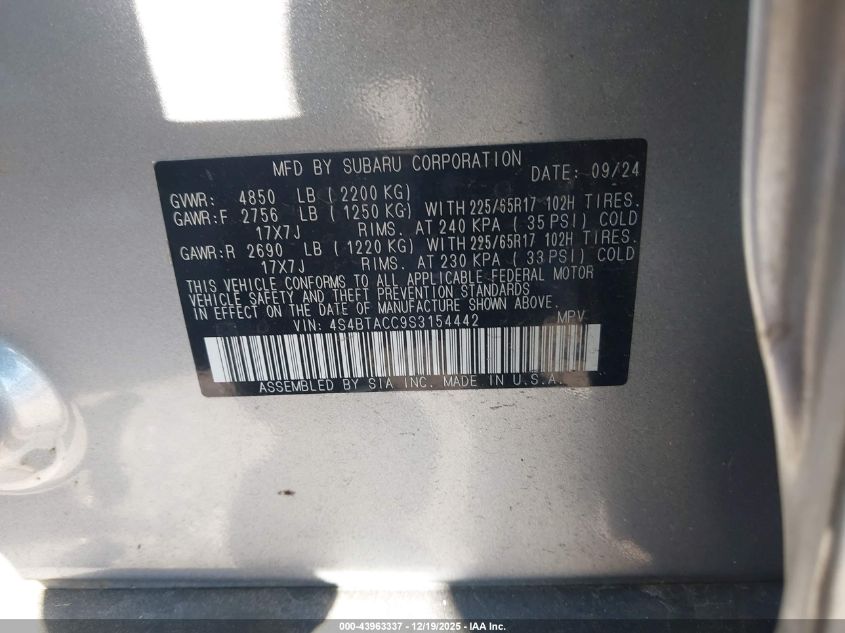 MFD BY SUBARU CORPORATION DATE: 09/24
GVWR: 4850 LB (2200 KG)
GAWR:F 2756 LB (1250 KG) WITH 225/65R17 102H TIRES.
17X7J RIMS. AT 240 KPA (35 PSI) COLD
GAWR:R 2690 LB (1220 KG) WITH 225/65R17 102H TIRES.
17X7J RIMS. AT 230 KPA (33 PSI) COLD
THIS VEHICLE CONFORMS TO ALL APPLICABLE FEDERAL MOTOR
VEHICLE SAFETY AND THEFT PREVENTION STANDARDS
IN EFFECT ON THE DATE OF MANUFACTURE SHOWN ABOVE.
VIN: 4S4BTACC9S3154442 MPV
ASSEMBLED BY SIA INC. MADE IN U.S.A.
000-43963337 - 12/19/2025 - IAA Inc.